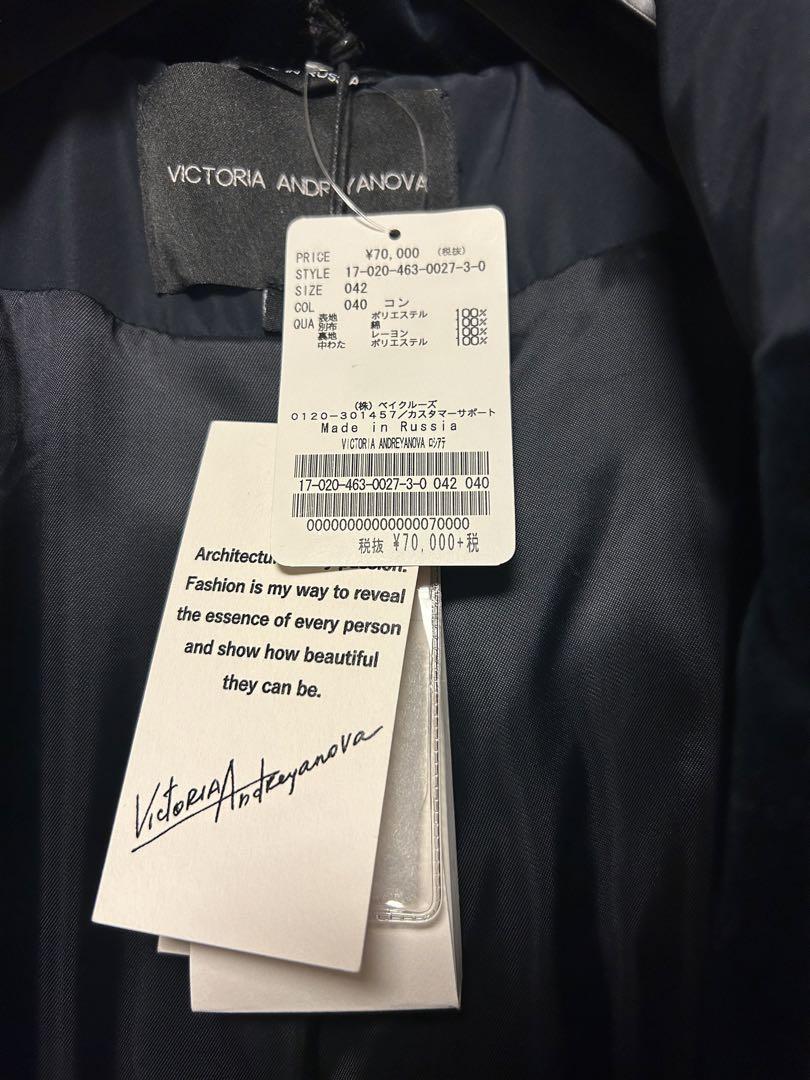 RUSSIA
VICTORIA ANDREYANOVA
PRICE ¥70,000 (税抜)
STYLE 17-020-463-0027-3-0
SIZE 042
COL 040 コン
QUA 表地 ポリエステル 100%
別布 綿 100%
裏地 レーヨン 100%
中わた ポリエステル 100%
(株)ベイクルーズ
0120-301457/カスタマーサポート
Made in Russia
VICTORIA ANDREYANOVA ロシアテ
17-020-463-0027-3-0 042 040
00000000000000070000
税抜 ¥70,000+税
passion.
Fashion is my way to reveal
the essence of every person
and show how beautiful
they can be.
Victoria Andreyanova